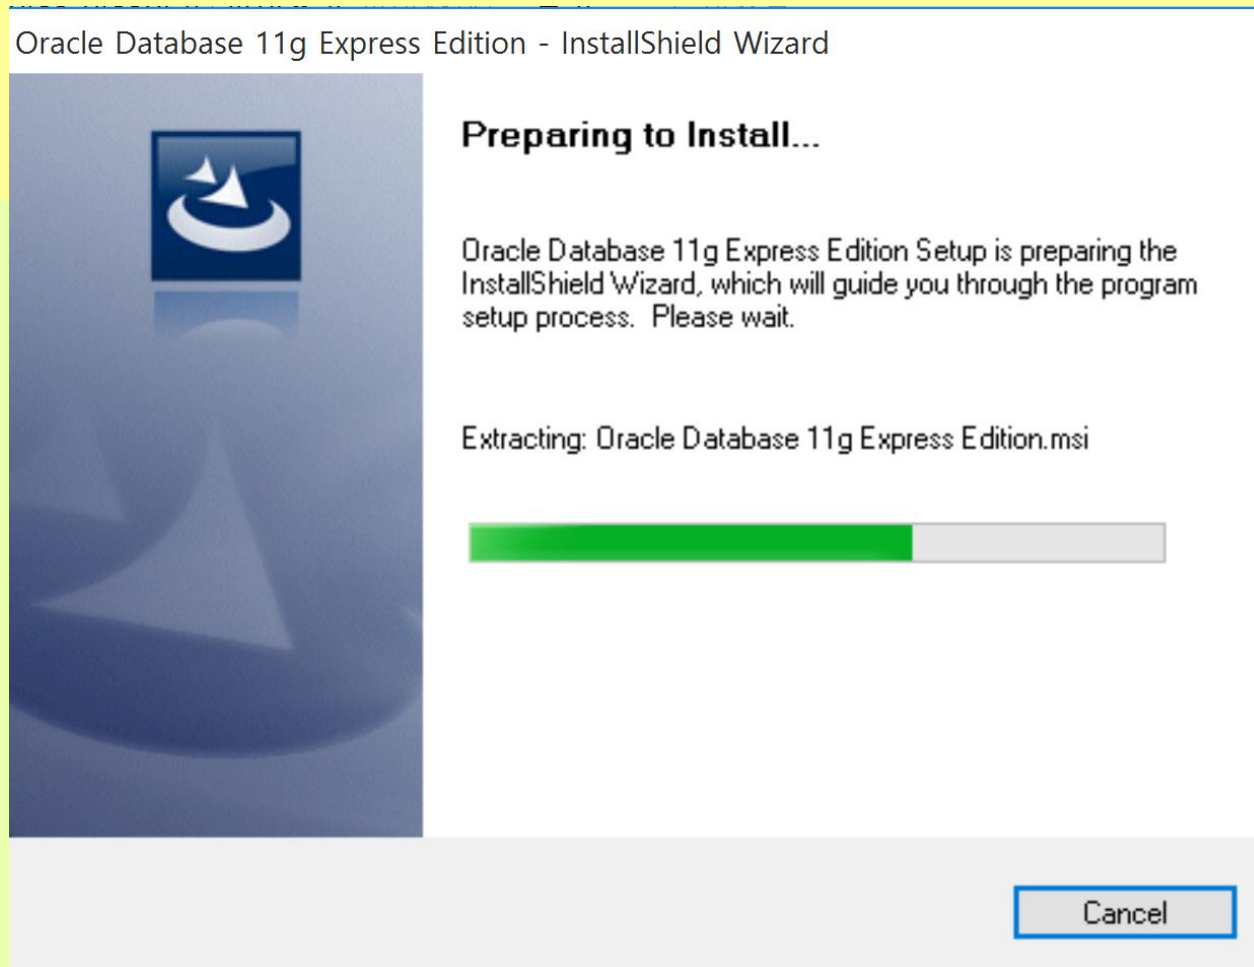 Oracle Database 11g Express Edition - InstallShield Wizard
Preparing to Install...
Oracle Database 11g Express Edition Setup is preparing the
InstallShield Wizard, which will guide you through the program
setup process.  Please wait.
Extracting: Oracle Database 11g Express Edition.msi
Cancel